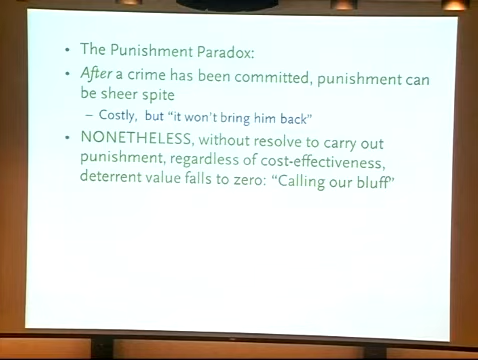 • The Punishment Paradox:
• After a crime has been committed, punishment can
be sheer spite
– Costly, but “it won’t bring him back”
• NONETHELESS, without resolve to carry out
punishment, regardless of cost-effectiveness,
deterrent value falls to zero: “Calling our bluff”